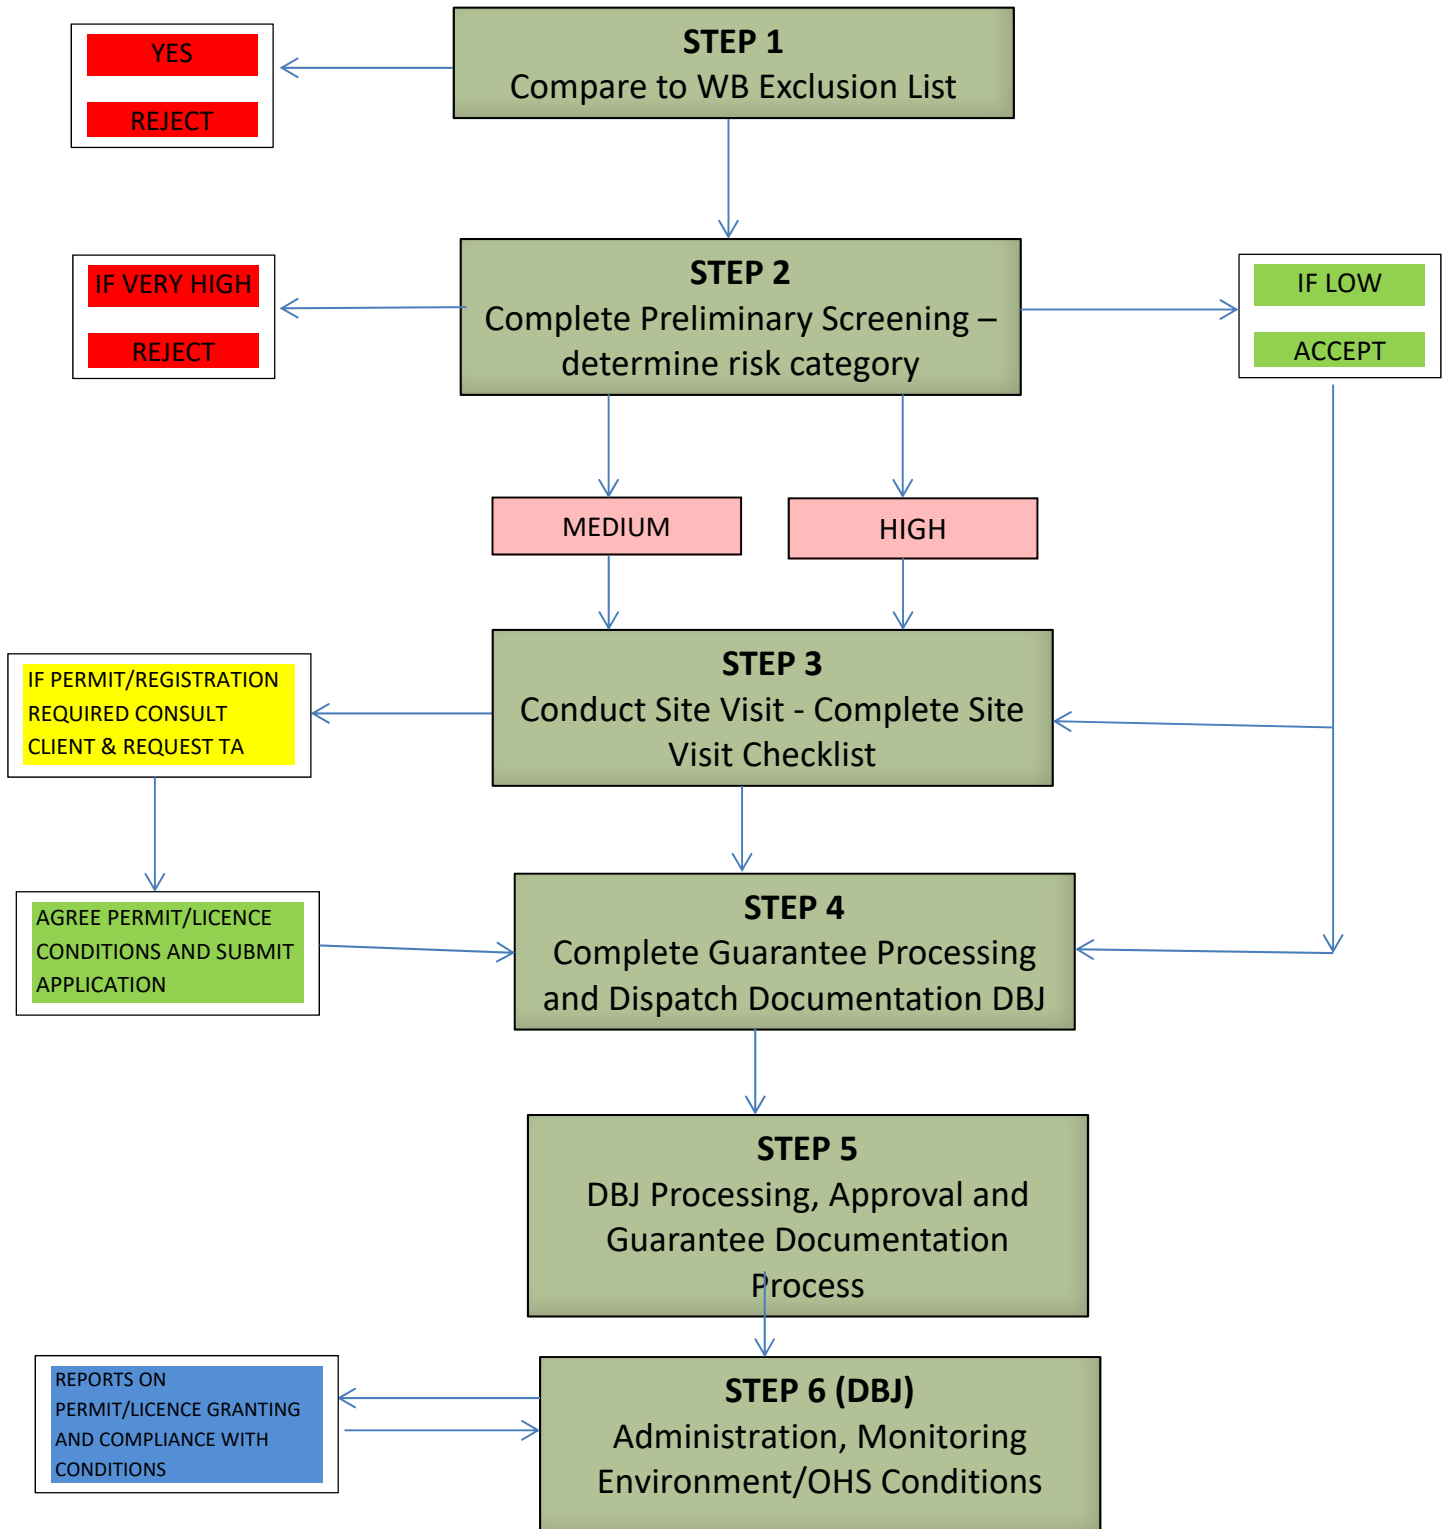 STEP 1
Compare to WB Exclusion List
YES
REJECT
STEP 2
Complete Preliminary Screening –
determine risk category
IF VERY HIGH
REJECT
IF LOW
ACCEPT
MEDIUM
HIGH
STEP 3
Conduct Site Visit - Complete Site
Visit Checklist
IF PERMIT/REGISTRATION
REQUIRED CONSULT
CLIENT & REQUEST TA
AGREE PERMIT/LICENCE
CONDITIONS AND SUBMIT
APPLICATION
STEP 4
Complete Guarantee Processing
and Dispatch Documentation DBJ
STEP 5
DBJ Processing, Approval and
Guarantee Documentation
Process
STEP 6 (DBJ)
Administration, Monitoring
Environment/OHS Conditions
REPORTS ON
PERMIT/LICENCE GRANTING
AND COMPLIANCE WITH
CONDITIONS